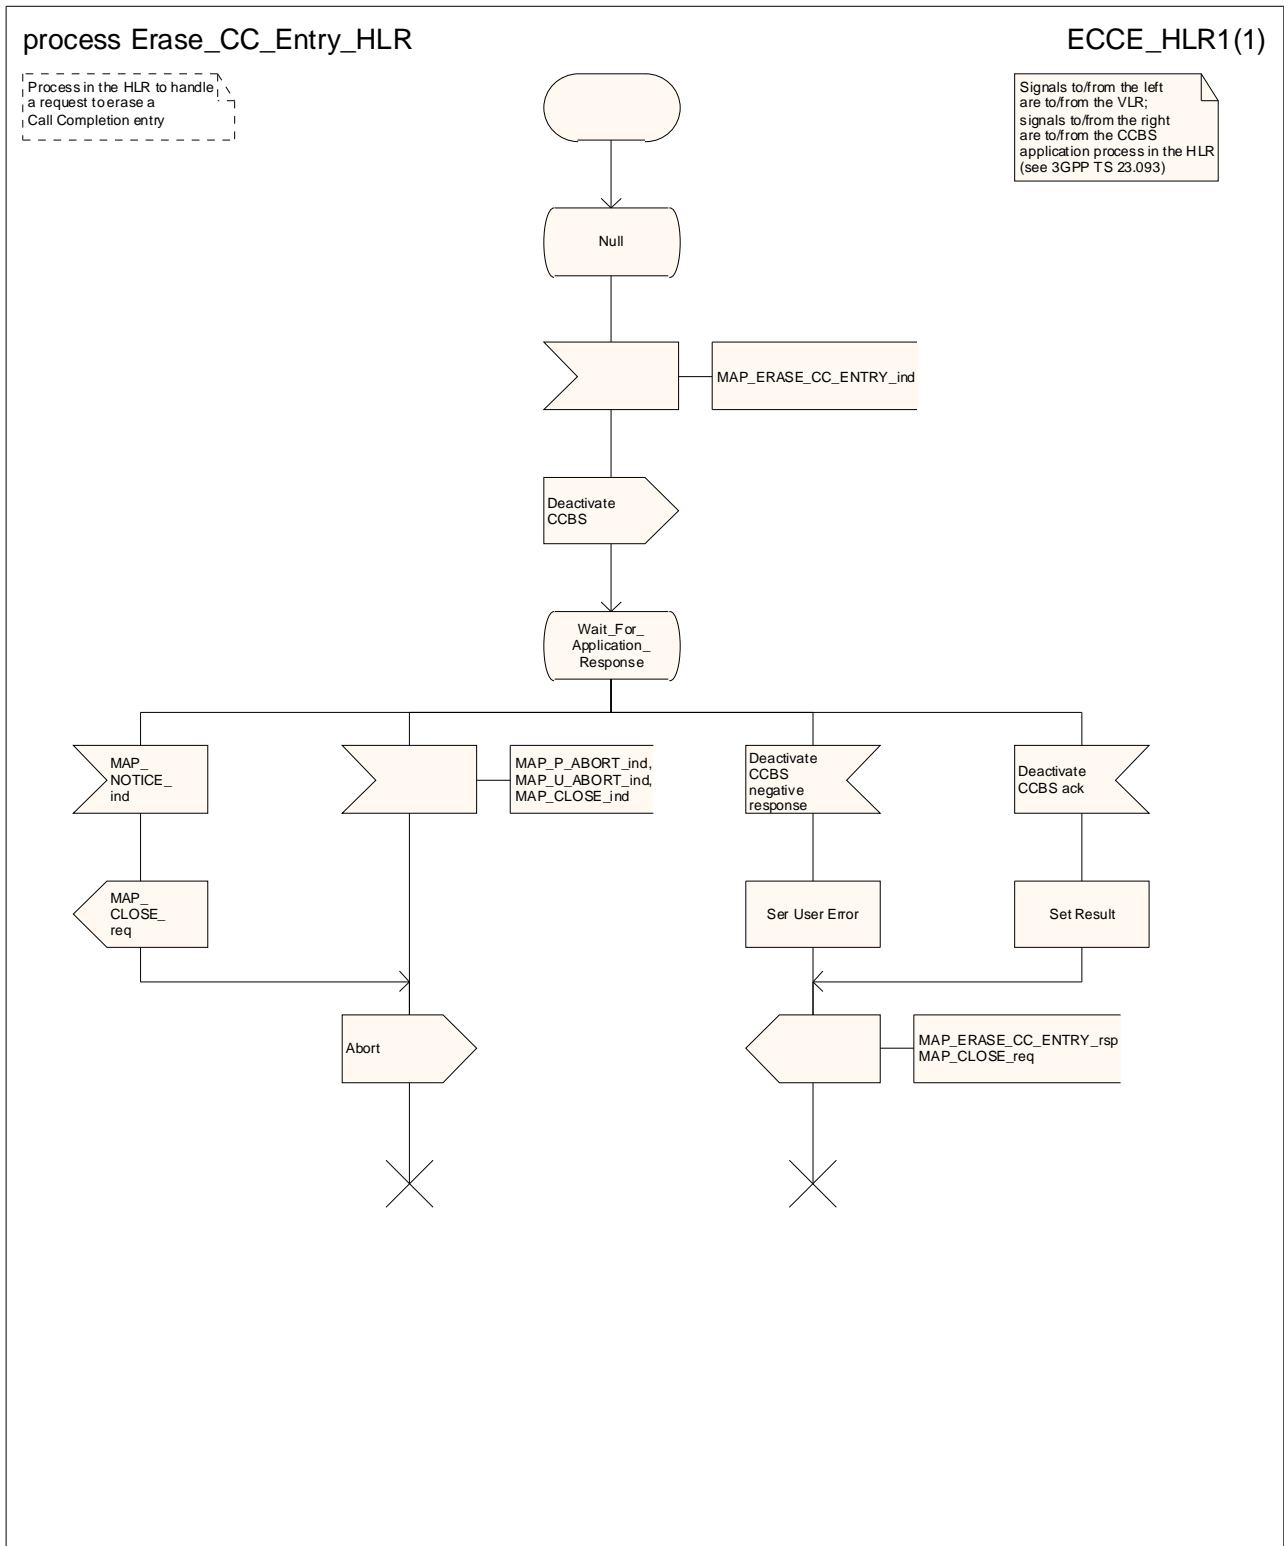 process Erase_CC_Entry_HLR
ECCE_HLR1(1)
Process in the HLR to handle
a request to erase a
Call Completion entry
Signals to/from the left
are to/from the VLR;
signals to/from the right
are to/from the CCBS
application process in the HLR
(see 3GPP TS 23.093)
Null
MAP_ERASE_CC_ENTRY_ind
Deactivate
CCBS
Wait_For_
Application_
Response
MAP_
NOTICE_
ind
MAP_P_ABORT_ind,
MAP_U_ABORT_ind,
MAP_CLOSE_ind
Deactivate
CCBS
negative
response
Deactivate
CCBS ack
MAP_
CLOSE_
req
Ser User Error
Set Result
Abort
MAP_ERASE_CC_ENTRY_rsp
MAP_CLOSE_req